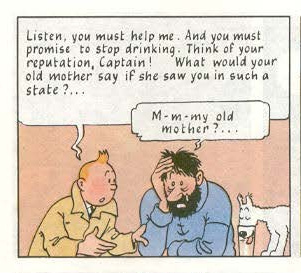 Listen, you must help me. And you must
promise to stop drinking. Think of your
reputation, Captain! What would your
old mother say if she saw you in such a
state?...
M-m-my old
mother?...